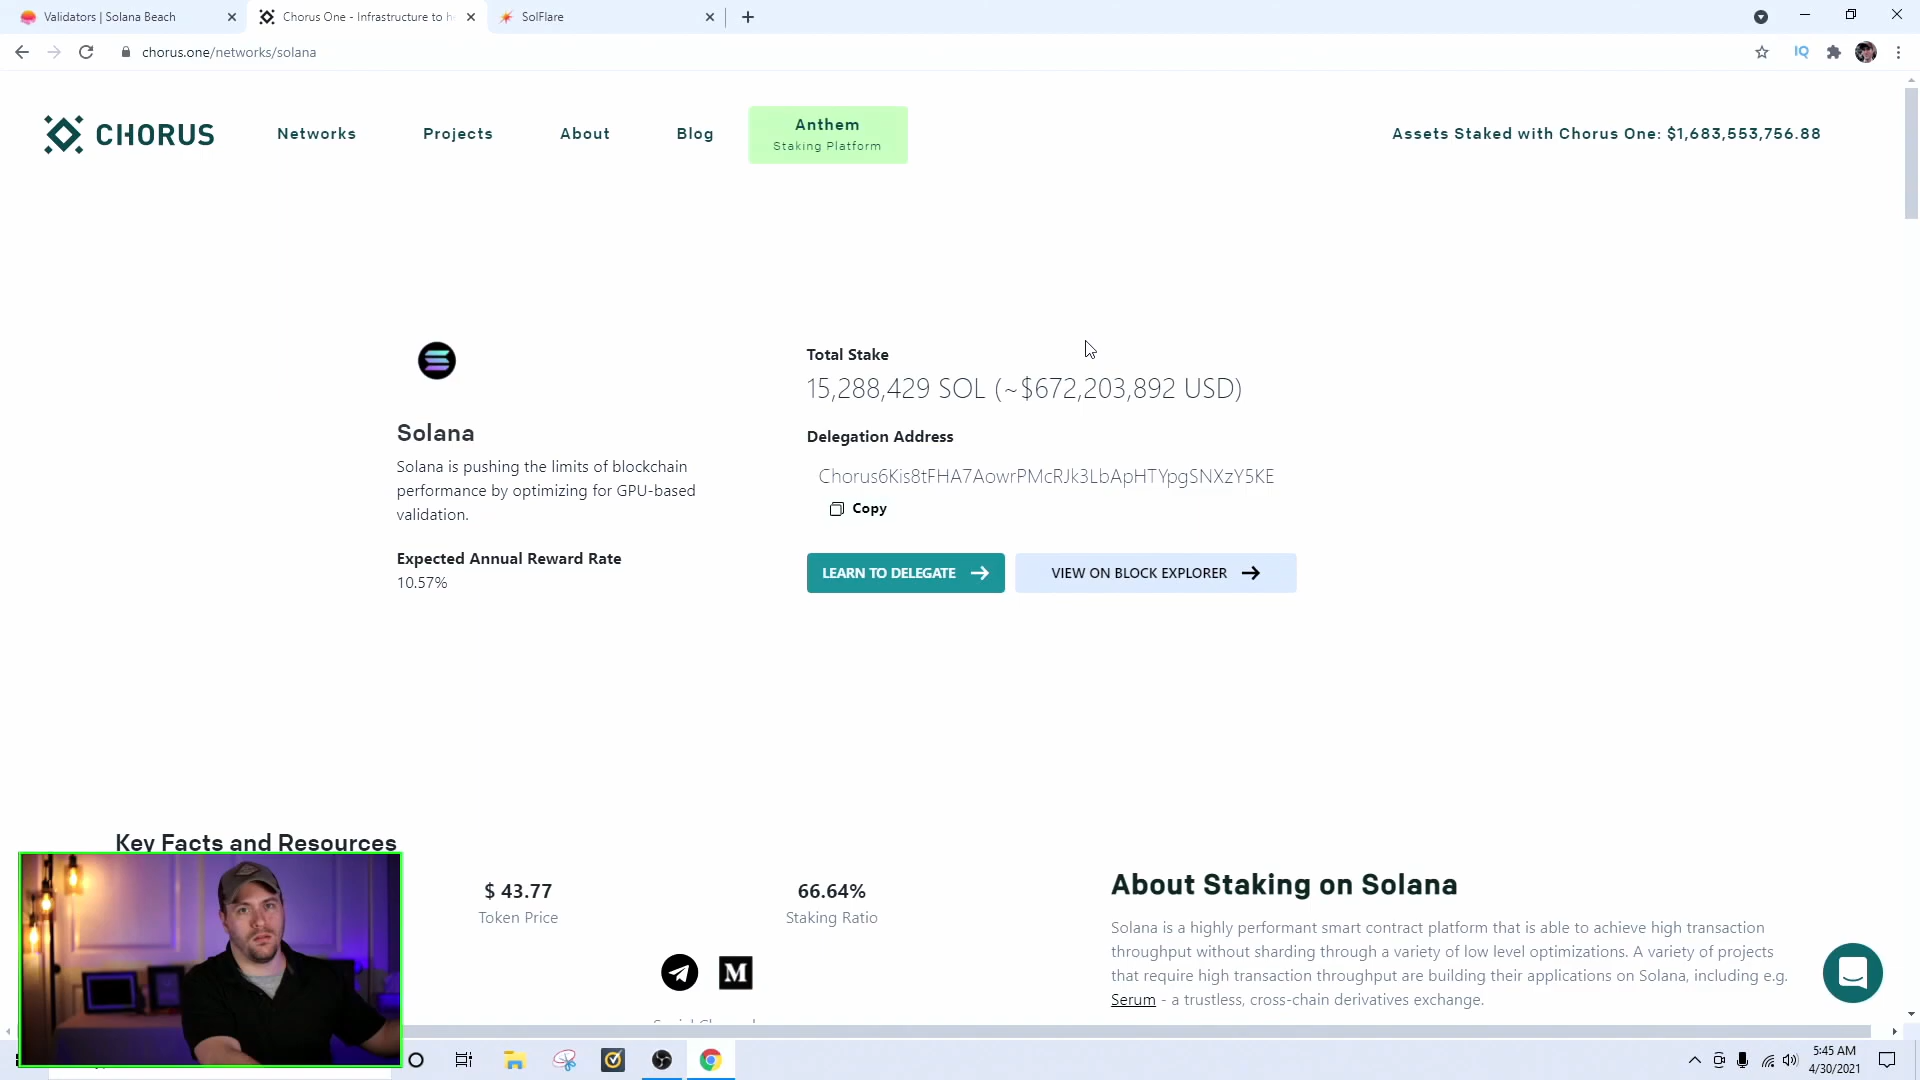 Validators | Solana Beach
Chorus One - Infrastructure to he
SolFlare
chorus.one/networks/solana
IQ
CHORUS
Networks
Projects
About
Blog
Anthem
Staking Platform
Assets Staked with Chorus One: $1,683,553,756.88
Total Stake
15,288,429 SOL (~$672,203,892 USD)
Delegation Address
Chorus6Kis8tFHA7AowrPMcRJk3LbApHTYpgSNXzY5KE
Copy
Solana
Solana is pushing the limits of blockchain
performance by optimizing for GPU-based
validation.
Expected Annual Reward Rate
10.57%
LEARN TO DELEGATE
VIEW ON BLOCK EXPLORER
Key Facts and Resources
$ 43.77
Token Price
66.64%
Staking Ratio
M
About Staking on Solana
Solana is a highly performant smart contract platform that is able to achieve high transaction
throughput without sharding through a variety of low level optimizations. A variety of projects
that require high transaction throughput are building their applications on Solana, including e.g.
Serum - a trustless, cross-chain derivatives exchange.
5:45 AM
4/30/2021